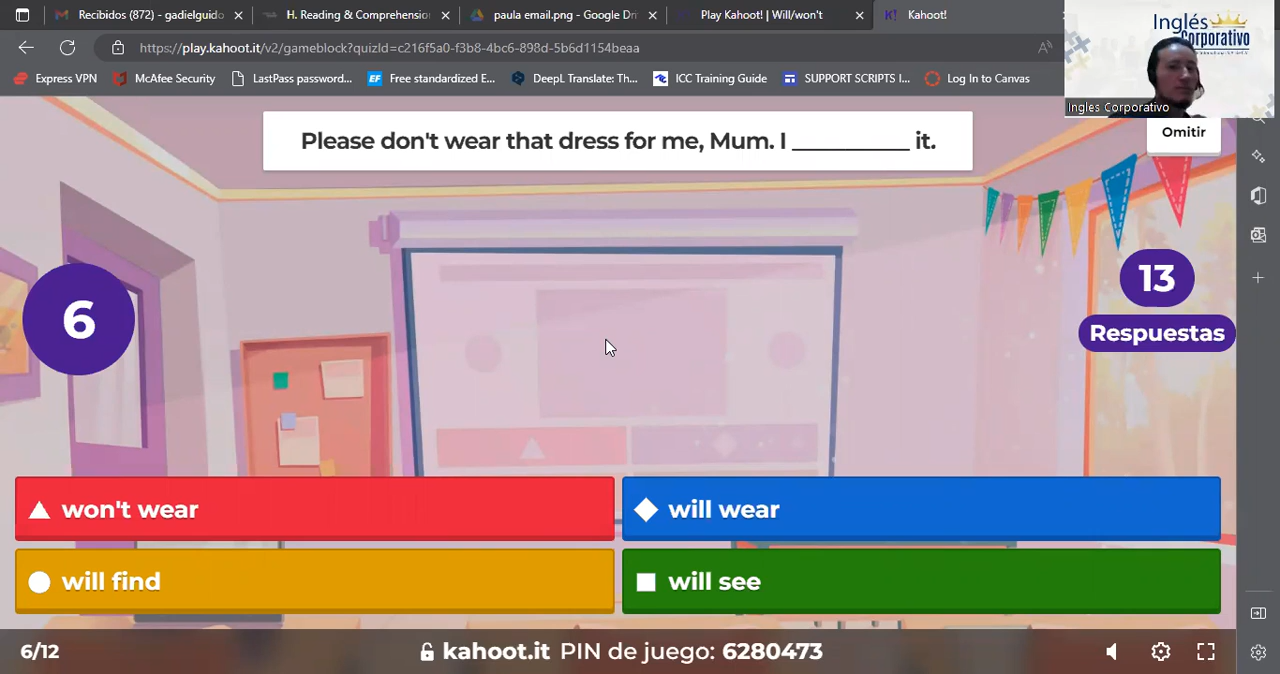 Recibidos (872) - gadielguido
H. Reading & Comprehensio
paula email.png - Google Dri
Play Kahoot! | Will/won't
Kahoot!
https://play.kahoot.it/v2/gameblock?quizId=c216f5a0-f3b8-4bc6-898d-5b6d1154beaa
Express VPN
McAfee Security
LastPass password...
Free standardized E...
DeepL Translate: Th...
ICC Training Guide
SUPPORT SCRIPTS I...
Log In to Canvas
Inglés
Corporativo
Ingles Corporativo
Omitir
Please don't wear that dress for me, Mum. I __________ it.
6
13
Respuestas
won't wear
will wear
will find
will see
6/12
kahoot.it PIN de juego: 6280473